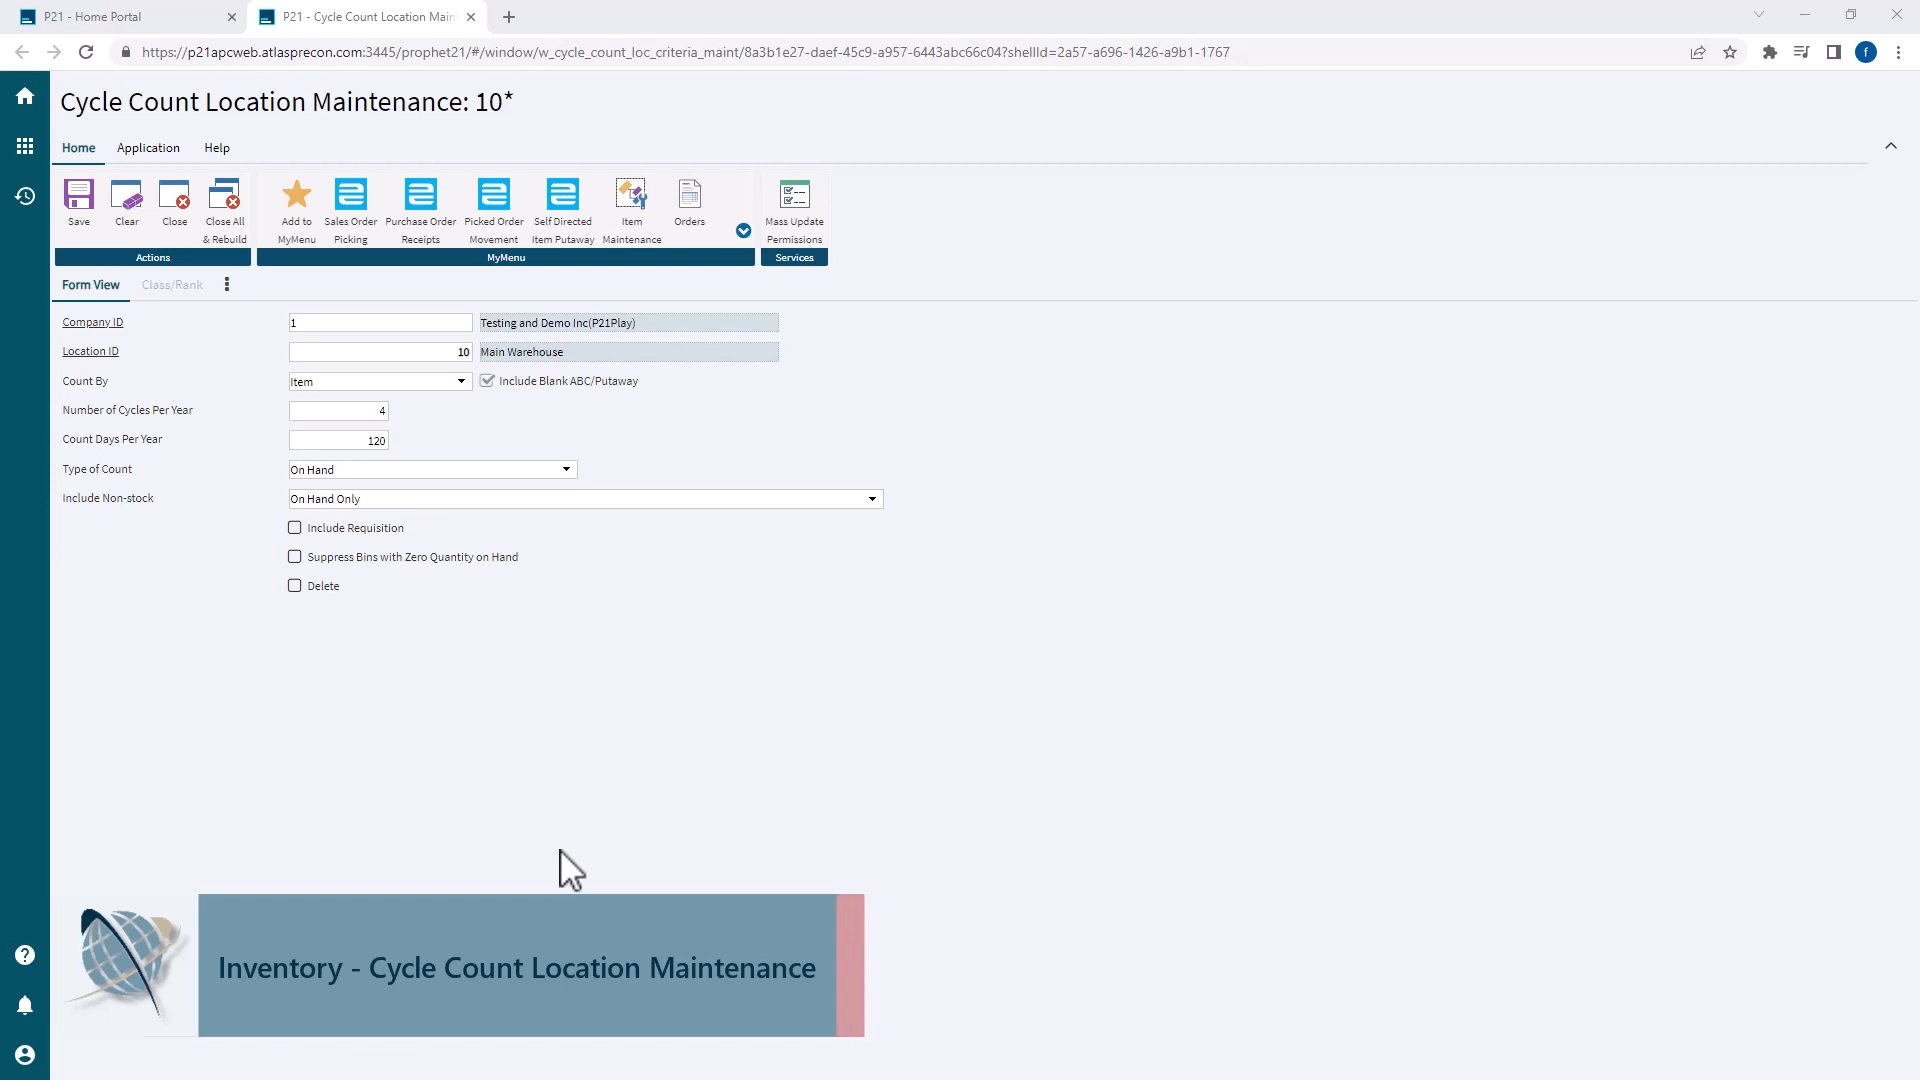 P21 - Home Portal
P21 - Cycle Count Location Main
https://p21apcweb.atlasprecon.com:3445/prophet21/#/window/w_cycle_count_loc_criteria_maint/8a3b1e27-daef-45c9-a957-6443abc66c04?shellId=2a57-a696-1426-a9b1-1767
f
Cycle Count Location Maintenance: 10*
Home Application Help
Save Clear Close Close All & Rebuild
Add to MyMenu Sales Order Picking Purchase Order Receipts Picked Order Movement Self Directed Item Putaway Item Maintenance Orders
Mass Update Permissions
Actions MyMenu Services
Form View Class/Rank
Company ID 1 Testing and Demo Inc(P21Play)
Location ID 10 Main Warehouse
Count By Item Include Blank ABC/Putaway
Number of Cycles Per Year 4
Count Days Per Year 120
Type of Count On Hand
Include Non-stock On Hand Only
Include Requisition
Suppress Bins with Zero Quantity on Hand
Delete
Inventory - Cycle Count Location Maintenance